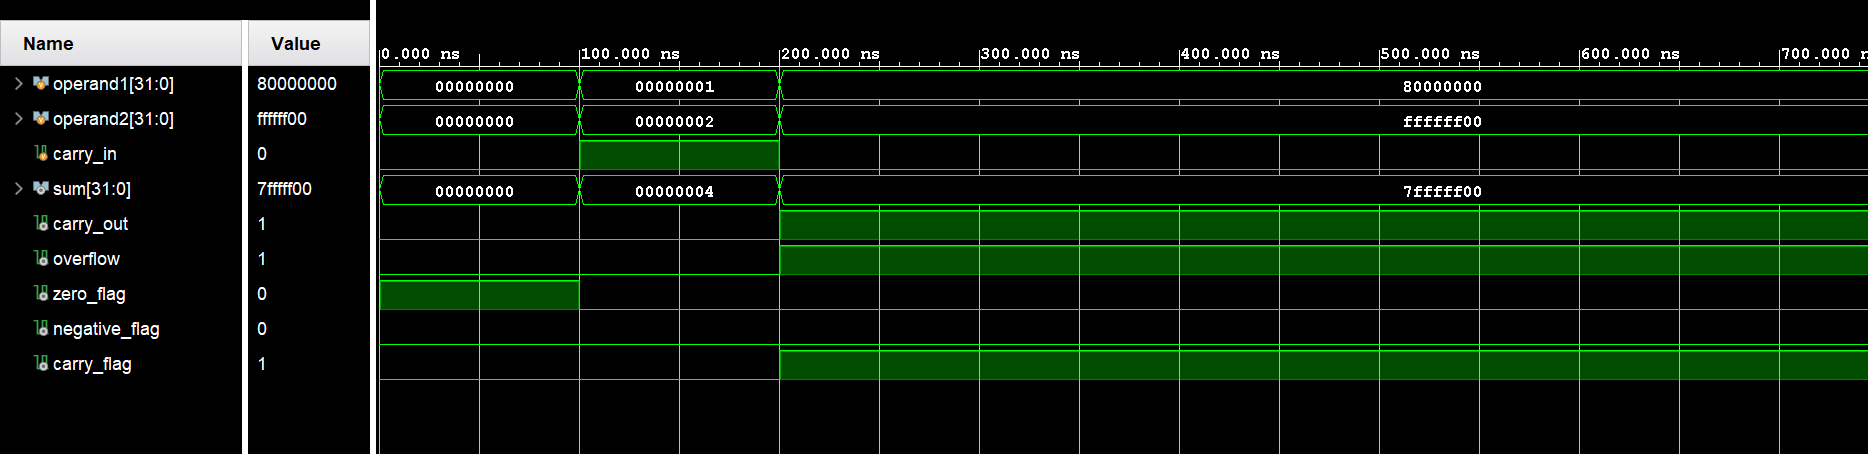 Name Value
0.000 ns 100.000 ns 200.000 ns 300.000 ns 400.000 ns 500.000 ns 600.000 ns 700.000
operand1[31:0] 80000000 00000000 00000001 80000000
operand2[31:0] ffffff00 00000000 00000002 ffffff00
carry_in 0
sum[31:0] 7fffff00 00000000 00000004 7fffff00
carry_out 1
overflow 1
zero_flag 0
negative_flag 0
carry_flag 1